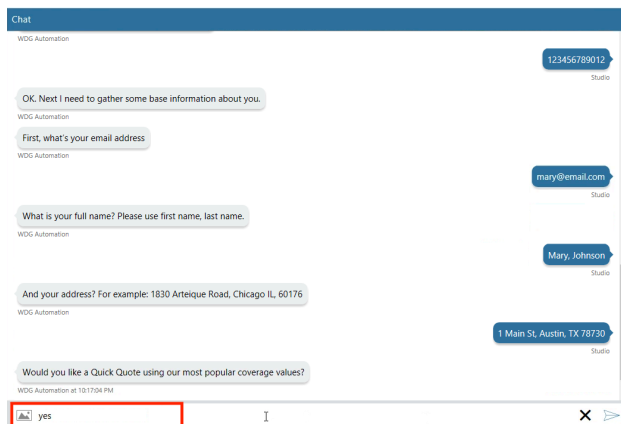 Chat
WDG Automation
123456789012
Studio
OK. Next I need to gather some base information about you.
WDG Automation
First, what's your email address
WDG Automation
mary@email.com
Studio
What is your full name? Please use first name, last name.
WDG Automation
Mary, Johnson
Studio
And your address? For example: 1830 Arteique Road, Chicago IL, 60176
WDG Automation
1 Main St, Austin, TX 78730
Studio
Would you like a Quick Quote using our most popular coverage values?
WDG Automation at 10:17:04 PM
yes